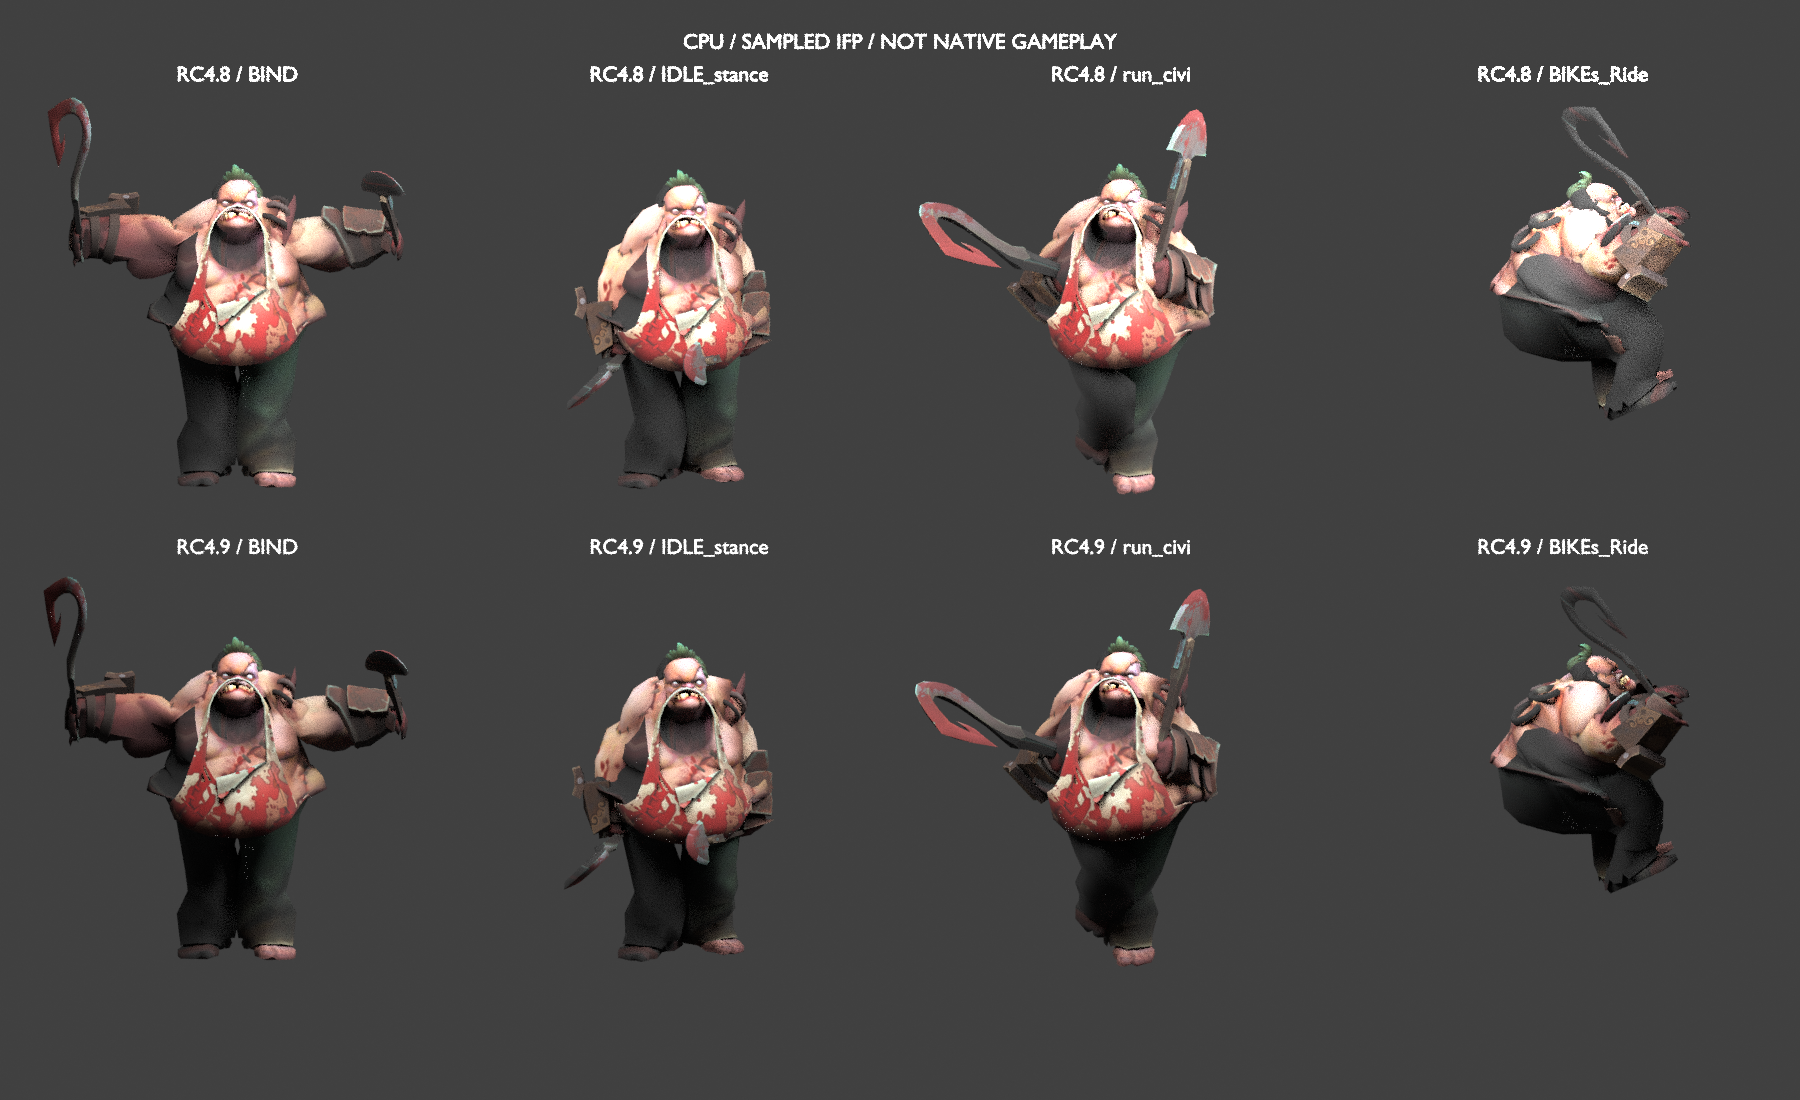 CPU / SAMPLED IFP / NOT NATIVE GAMEPLAY
RC4.8 / BIND
RC4.8 / IDLE_stance
RC4.8 / run_civi
RC4.8 / BIKEs_Ride
RC4.9 / BIND
RC4.9 / IDLE_stance
RC4.9 / run_civi
RC4.9 / BIKEs_Ride